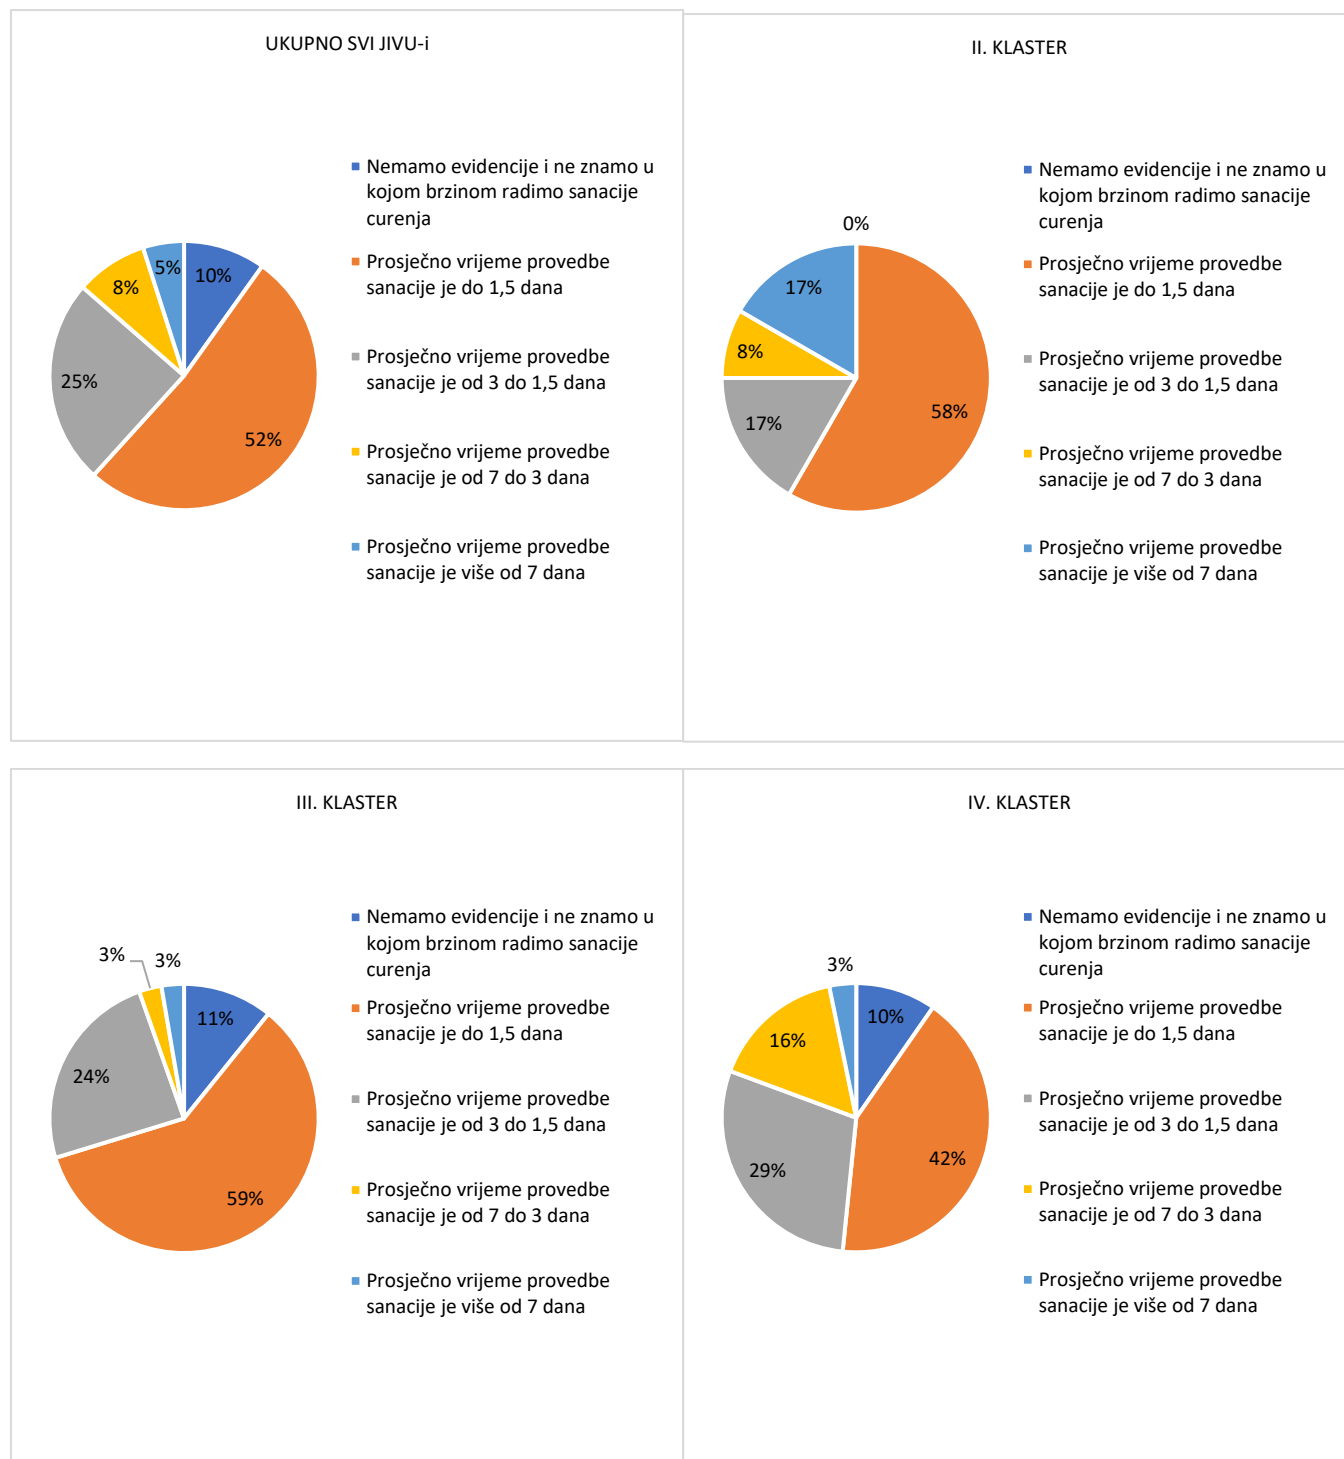 UKUPNO SVI JIVU-i
Nemamo evidencije i ne znamo u
kojom brzinom radimo sanacije
curenja
Prosječno vrijeme provedbe
sanacije je do 1,5 dana
Prosječno vrijeme provedbe
sanacije je od 3 do 1,5 dana
Prosječno vrijeme provedbe
sanacije je od 7 do 3 dana
Prosječno vrijeme provedbe
sanacije je više od 7 dana
10%
52%
25%
8%
5%
II. KLASTER
Nemamo evidencije i ne znamo u
kojom brzinom radimo sanacije
curenja
Prosječno vrijeme provedbe
sanacije je do 1,5 dana
Prosječno vrijeme provedbe
sanacije je od 3 do 1,5 dana
Prosječno vrijeme provedbe
sanacije je od 7 do 3 dana
Prosječno vrijeme provedbe
sanacije je više od 7 dana
0%
58%
17%
8%
17%
III. KLASTER
Nemamo evidencije i ne znamo u
kojom brzinom radimo sanacije
curenja
Prosječno vrijeme provedbe
sanacije je do 1,5 dana
Prosječno vrijeme provedbe
sanacije je od 3 do 1,5 dana
Prosječno vrijeme provedbe
sanacije je od 7 do 3 dana
Prosječno vrijeme provedbe
sanacije je više od 7 dana
11%
59%
24%
3%
3%
IV. KLASTER
Nemamo evidencije i ne znamo u
kojom brzinom radimo sanacije
curenja
Prosječno vrijeme provedbe
sanacije je do 1,5 dana
Prosječno vrijeme provedbe
sanacije je od 3 do 1,5 dana
Prosječno vrijeme provedbe
sanacije je od 7 do 3 dana
Prosječno vrijeme provedbe
sanacije je više od 7 dana
10%
42%
29%
16%
3%